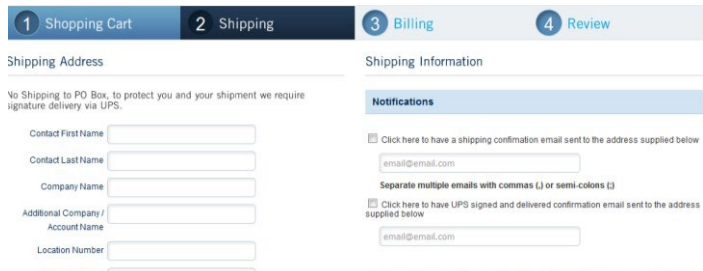 1 Shopping Cart 2 Shipping 3 Billing 4 Review
Shipping Address
No Shipping to PO Box, to protect you and your shipment we require
signature delivery via UPS.
Contact First Name
Contact Last Name
Company Name
Additional Company /
Account Name
Location Number
Shipping Information
Notifications
Click here to have a shipping confimation email sent to the address supplied below
email@email.com
Separate multiple emails with commas (,) or semi-colons (;)
Click here to have UPS signed and delivered confirmation email sent to the address
supplied below
email@email.com